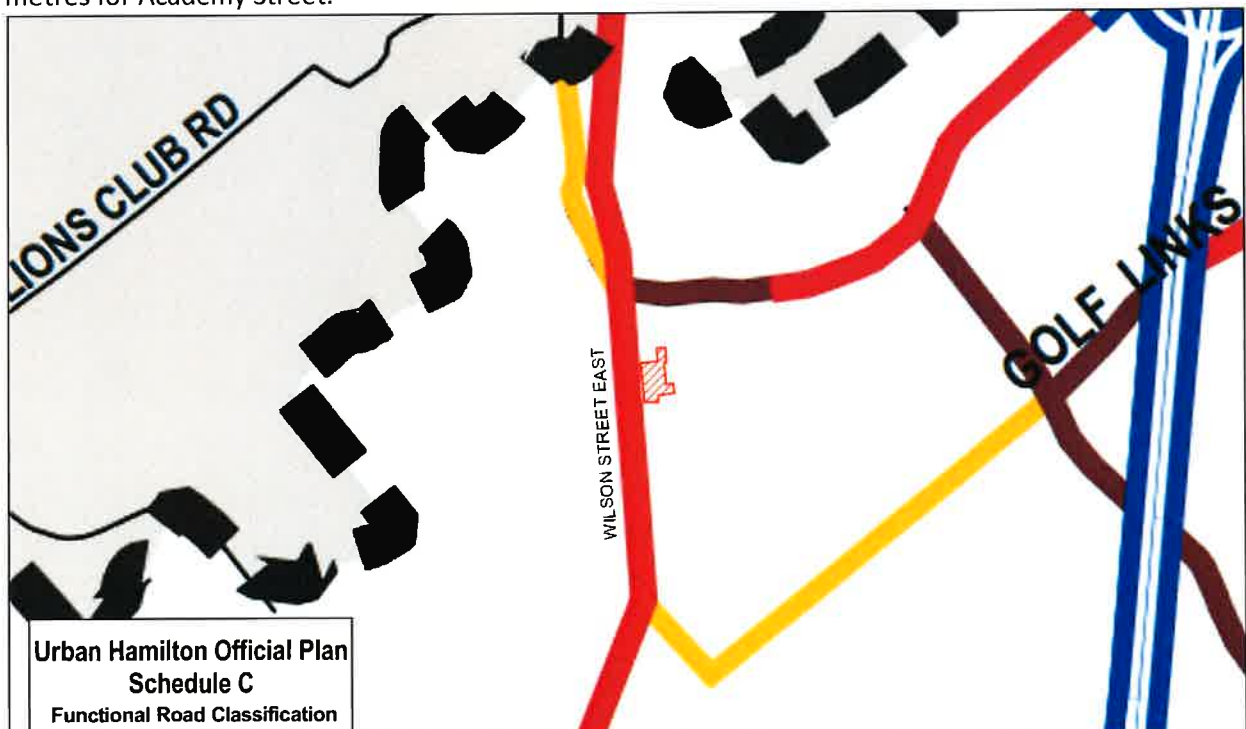 metres for Academy Street.
LIONS CLUB RD
GOLF LINKS
WILSON STREET EAST
Urban Hamilton Official Plan
Schedule C
Functional Road Classification